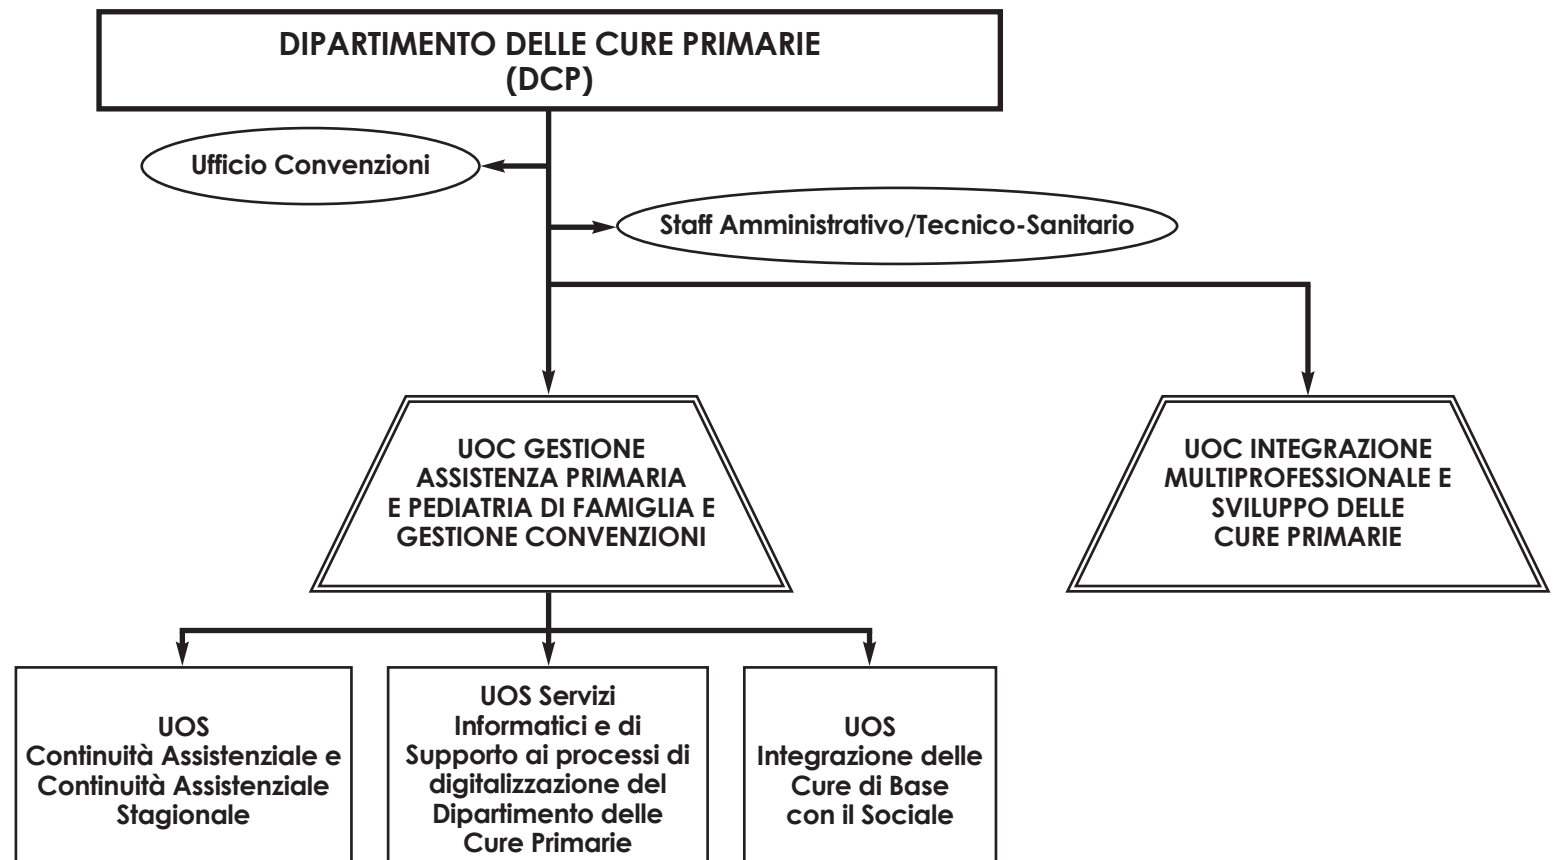 DIPARTIMENTO DELLE CURE PRIMARIE
(DCP)
Ufficio Convenzioni
Staff Amministrativo/Tecnico-Sanitario
UOC GESTIONE
ASSISTENZA PRIMARIA
E PEDIATRIA DI FAMIGLIA E
GESTIONE CONVENZIONI
UOC INTEGRAZIONE
MULTIPROFESSIONALE E
SVILUPPO DELLE
CURE PRIMARIE
UOS
Continuità Assistenziale e
Continuità Assistenziale
Stagionale
UOS Servizi
Informatici e di
Supporto ai processi di
digitalizzazione del
Dipartimento delle
Cure Primarie
UOS
Integrazione delle
Cure di Base
con il Sociale